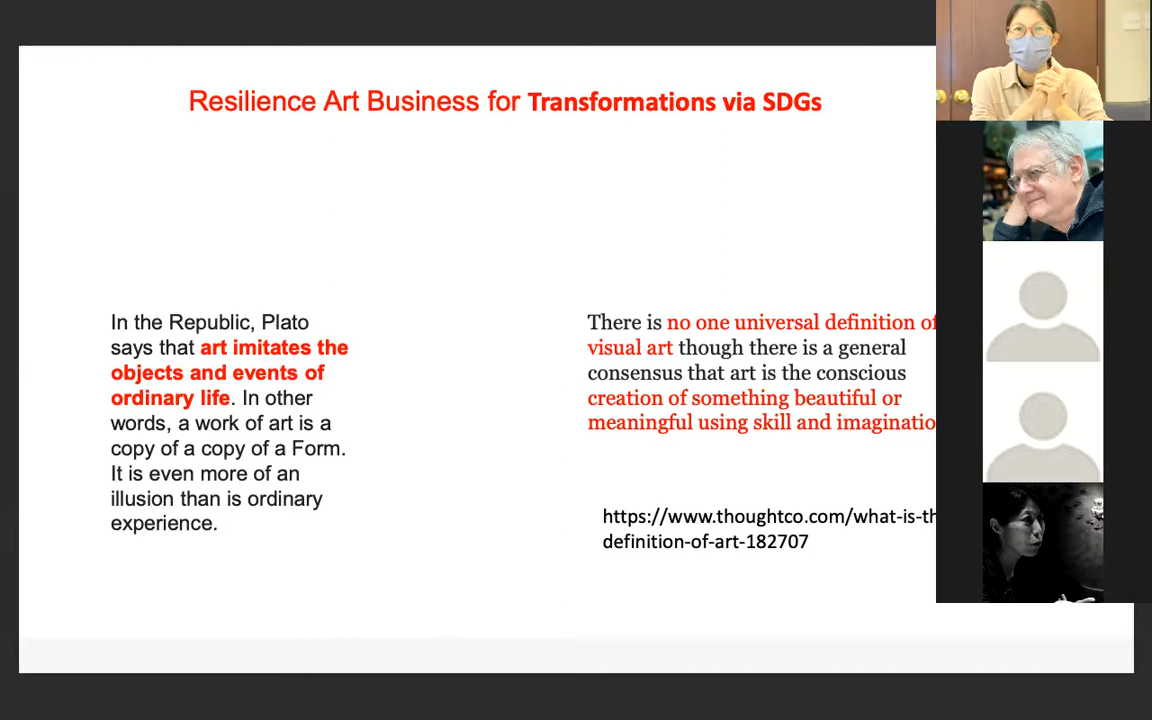 Resilience Art Business for Transformations via SDGs
In the Republic, Plato
says that art imitates the
objects and events of
ordinary life. In other
words, a work of art is a
copy of a copy of a Form.
It is even more of an
illusion than is ordinary
experience.
There is no one universal definition of
visual art though there is a general
consensus that art is the conscious
creation of something beautiful or
meaningful using skill and imaginatio
https://www.thoughtco.com/what-is-th
definition-of-art-182707